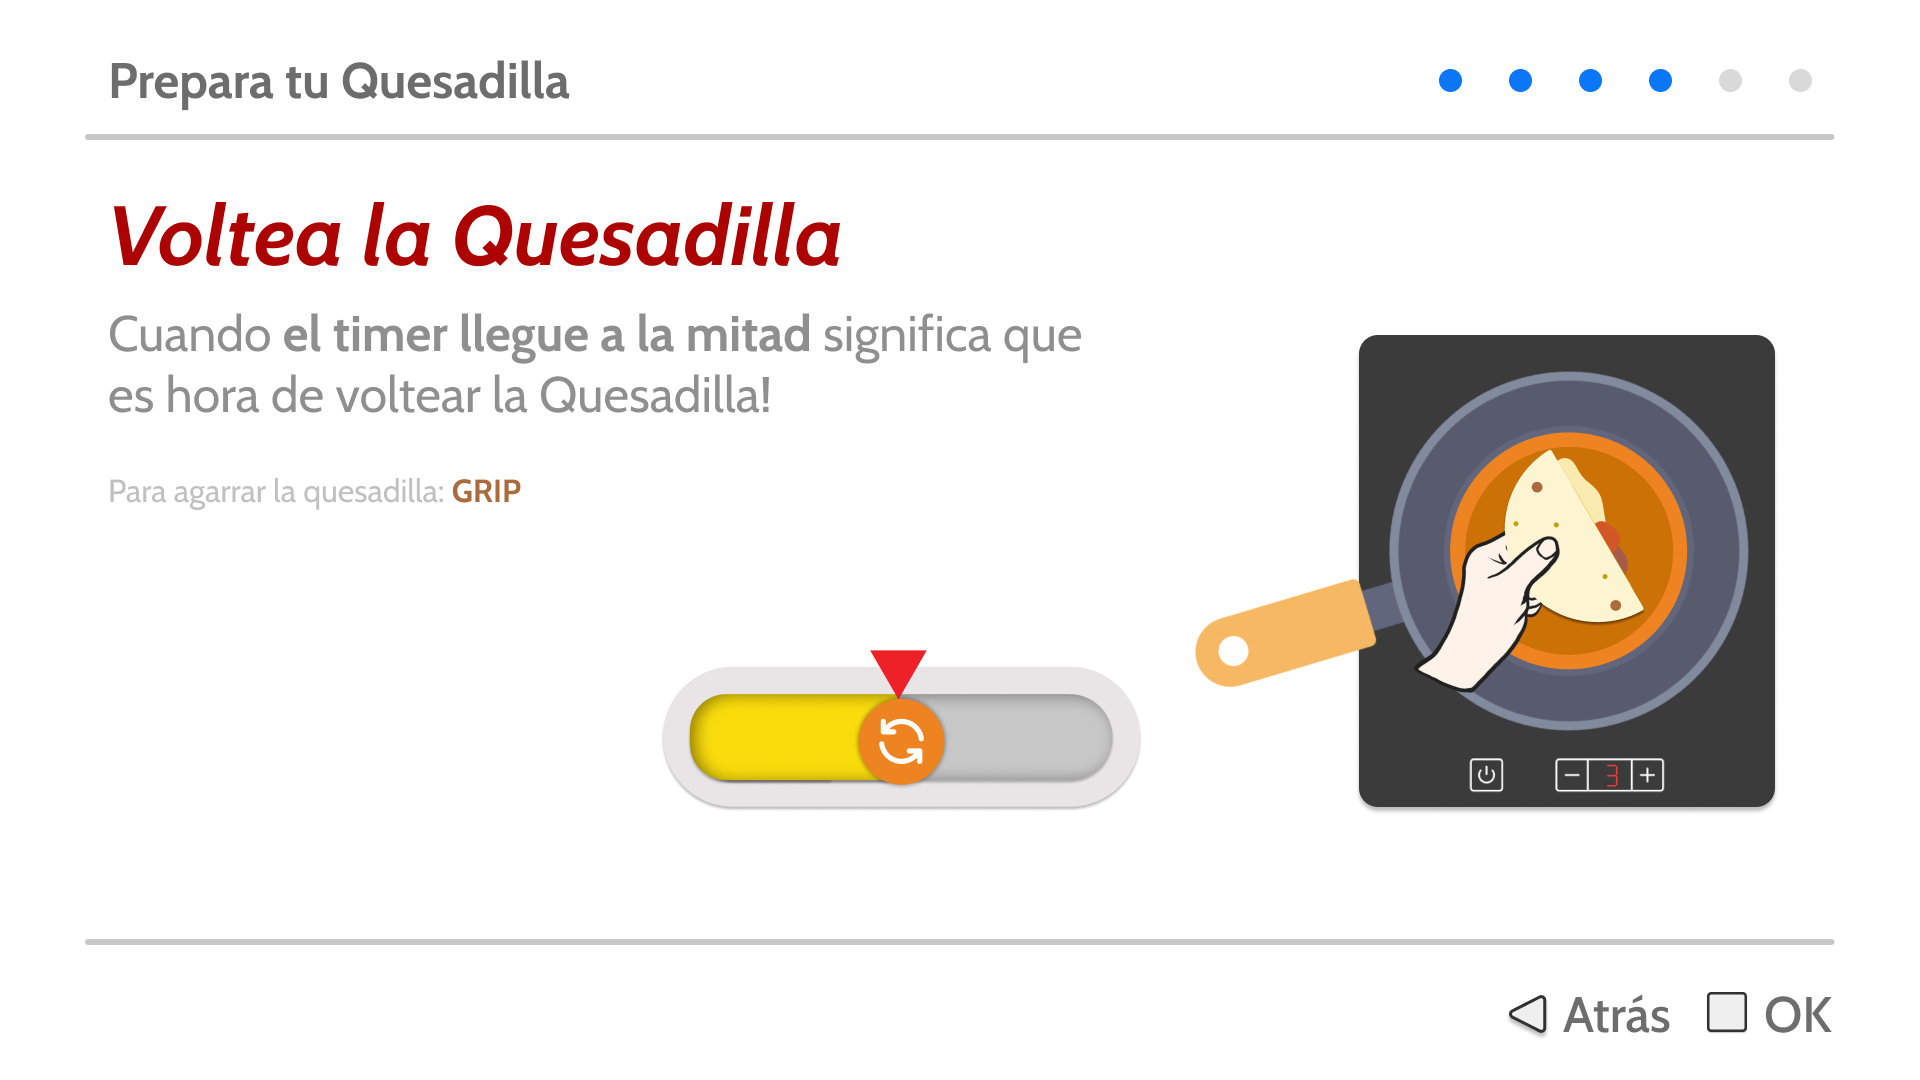 Prepara tu Quesadilla
Voltea la Quesadilla
Cuando el timer llegue a la mitad significa que
es hora de voltear la Quesadilla!
Para agarrar la quesadilla: GRIP
3
Atrás OK